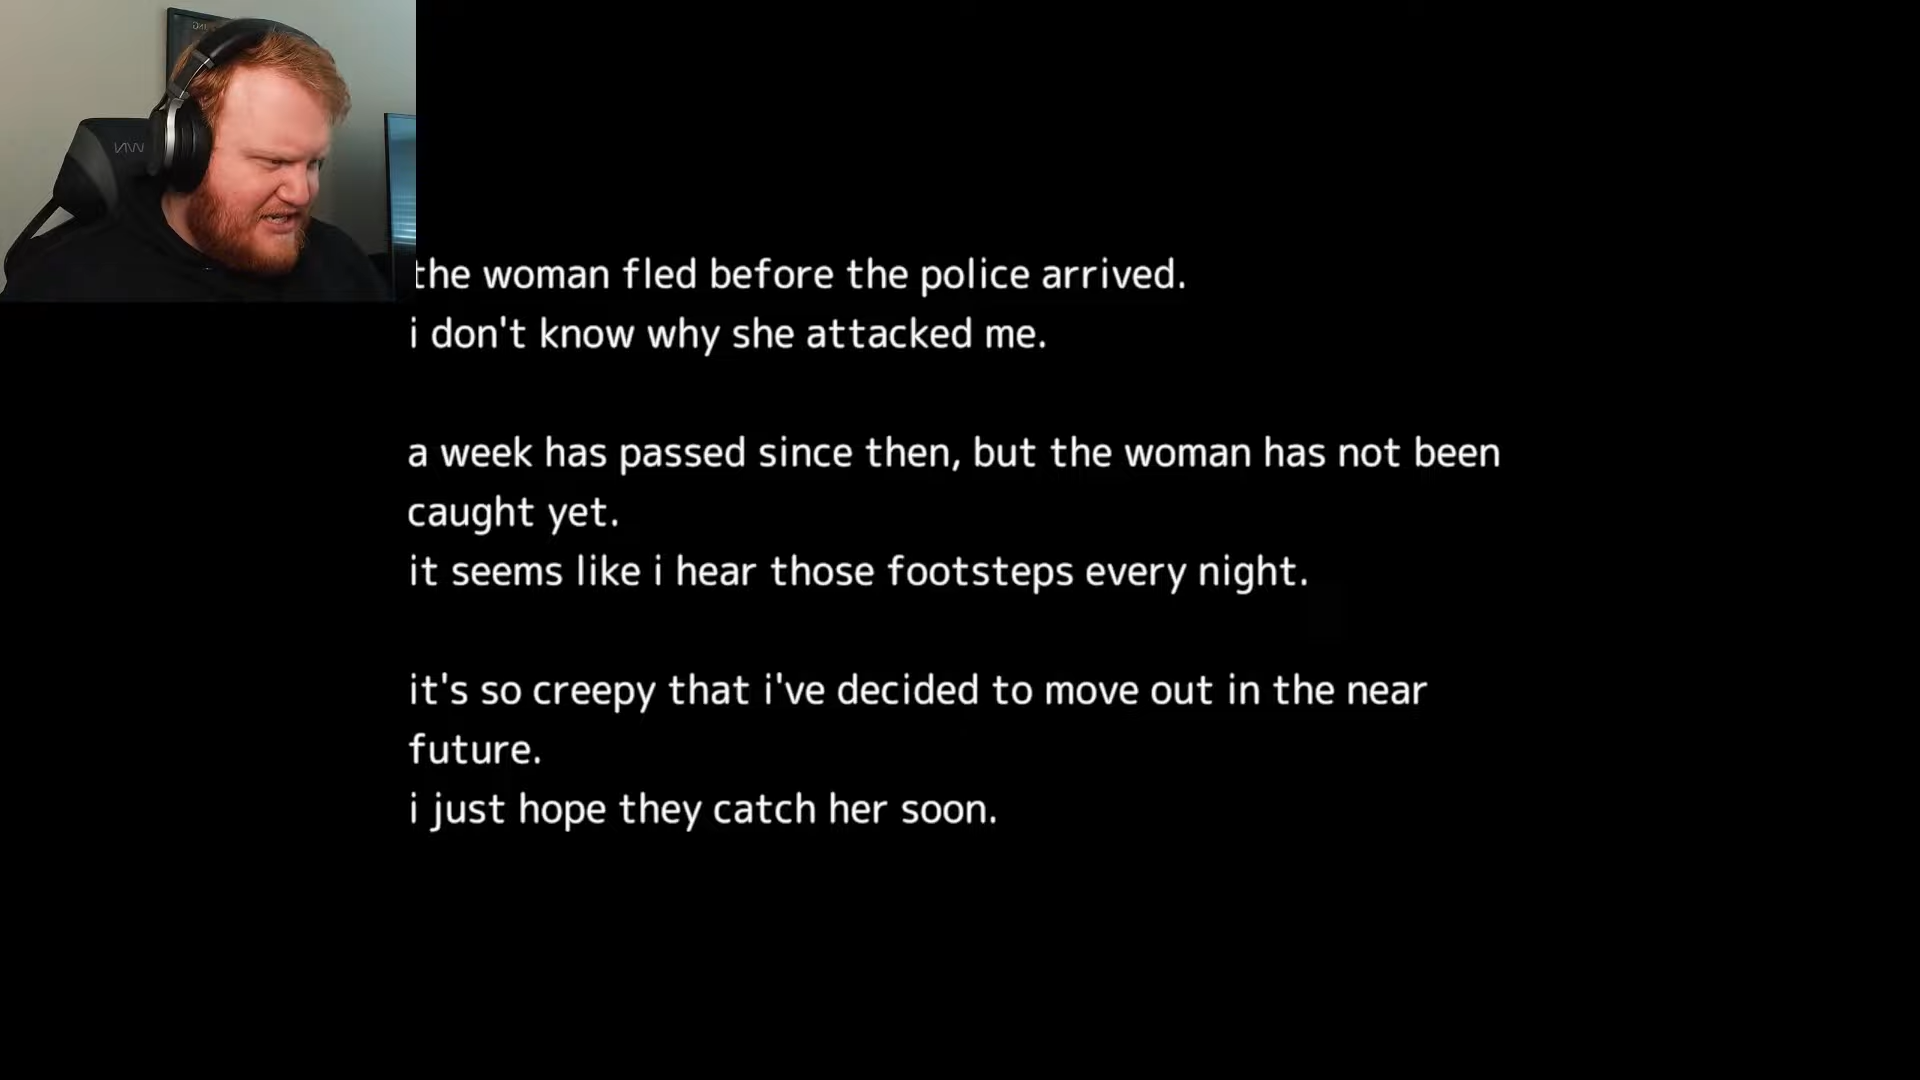 the woman fled before the police arrived.
i don't know why she attacked me.
a week has passed since then, but the woman has not been
caught yet.
it seems like i hear those footsteps every night.
it's so creepy that i've decided to move out in the near
future.
i just hope they catch her soon.